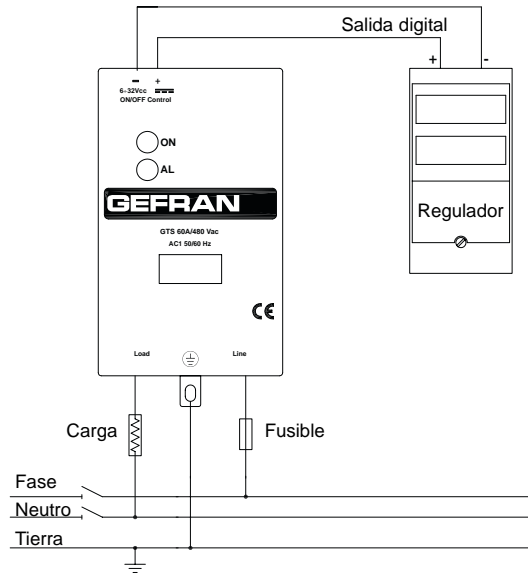 Salida digital
+ -
– +
6-32Vcc
ON/OFF Control
ON
AL
GEFRAN
GTS 60A/480 Vac
AC1 50/60 Hz
CE
Load Line
Regulador
Carga
Fusible
Fase
Neutro
Tierra